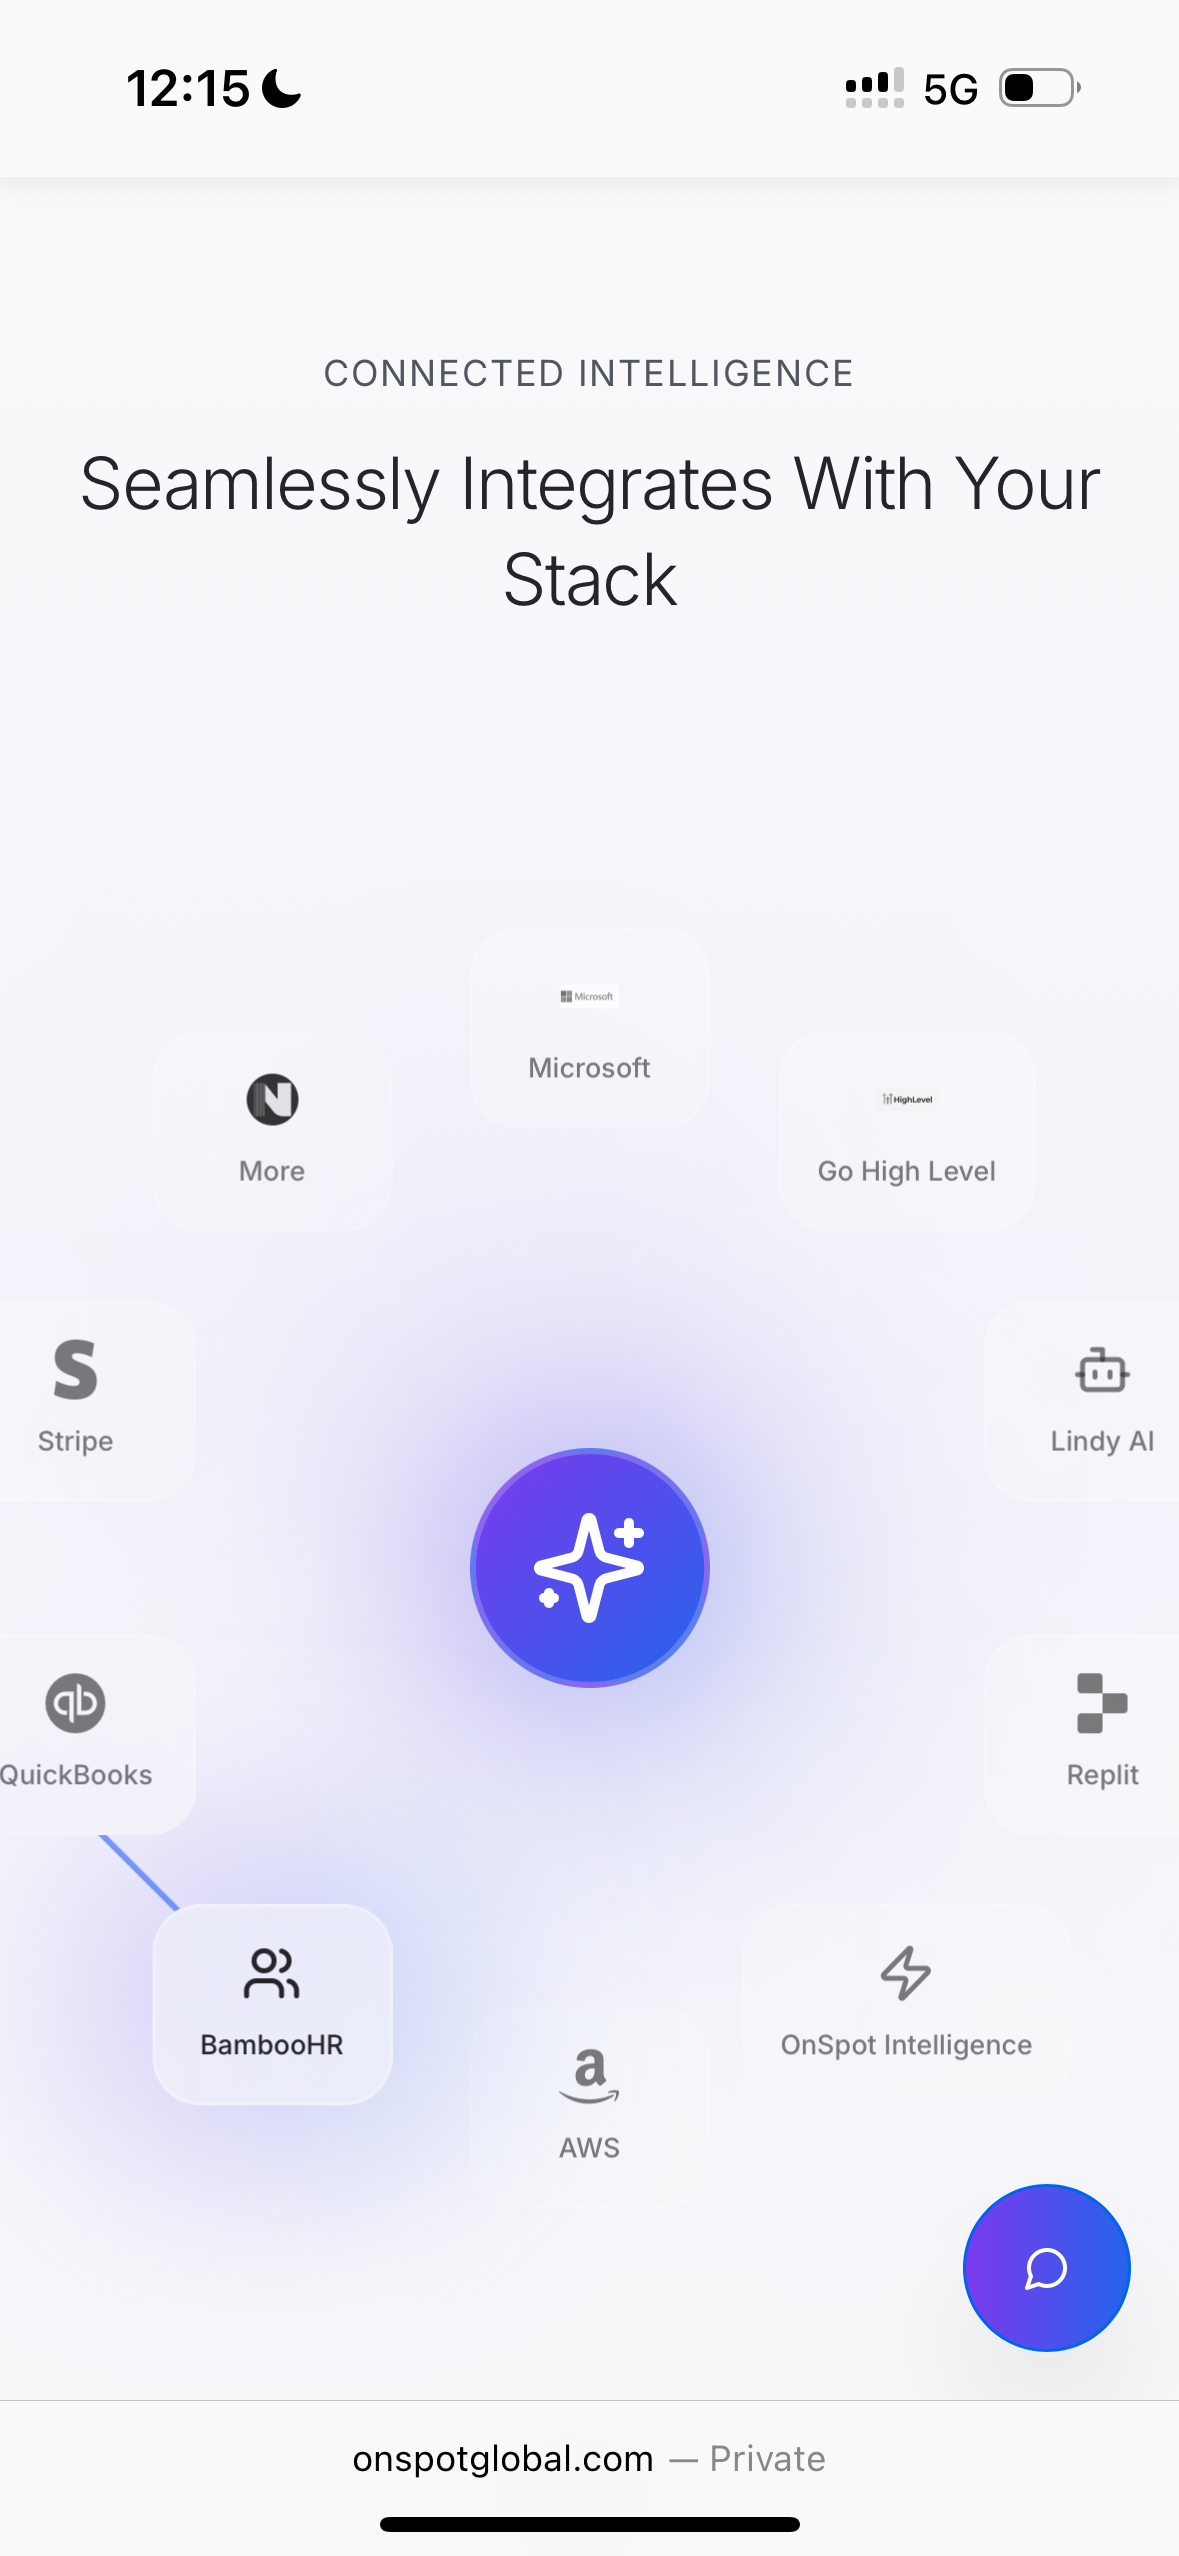 12:15
5G
CONNECTED INTELLIGENCE
Seamlessly Integrates With Your
Stack
Microsoft
Microsoft
N
More
HighLevel
Go High Level
S
Stripe
Lindy AI
qb
QuickBooks
Replit
BambooHR
OnSpot Intelligence
a
AWS
onspotglobal.com — Private